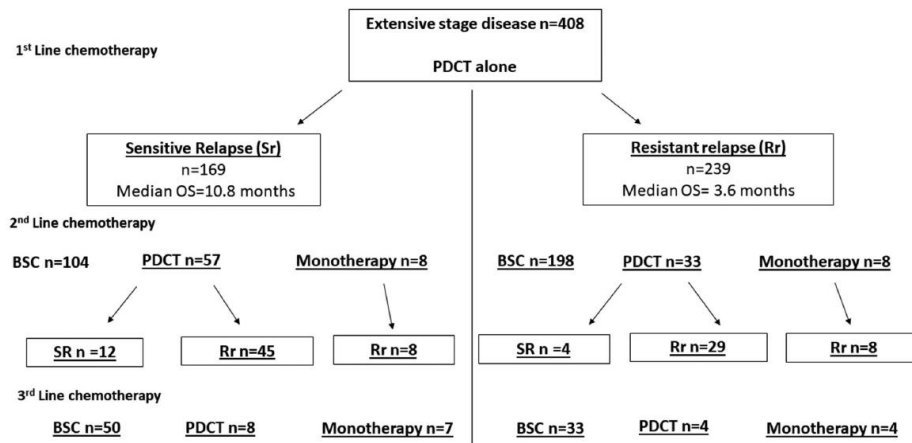 Extensive stage disease n=408
1st Line chemotherapy
PDCT alone
Sensitive Relapse (Sr)
n=169
Median OS=10.8 months
Resistant relapse (Rr)
n=239
Median OS= 3.6 months
2nd Line chemotherapy
BSC n=104
PDCT n=57
Monotherapy n=8
BSC n=198
PDCT n=33
Monotherapy n=8
SR n =12
Rr n=45
Rr n=8
SR n =4
Rr n=29
Rr n=8
3rd Line chemotherapy
BSC n=50
PDCT n=8
Monotherapy n=7
BSC n=33
PDCT n=4
Monotherapy n=4